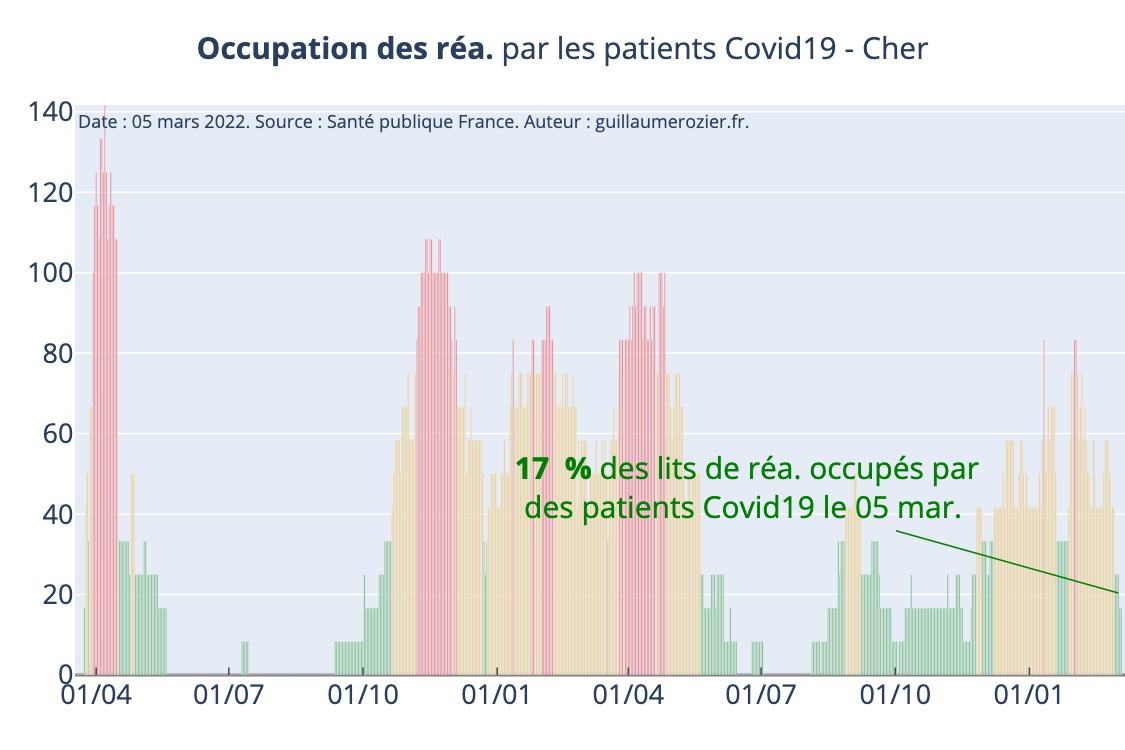 Occupation des réa. par les patients Covid19 - Cher
140
Date : 05 mars 2022. Source : Santé publique France. Auteur : guillaumerozier.fr.
120
100
80
60
17 % des lits de réa. occupés par
des patients Covid19 le 05 mar.
40
20
0
01/04 01/07 01/10 01/01 01/04 01/07 01/10 01/01